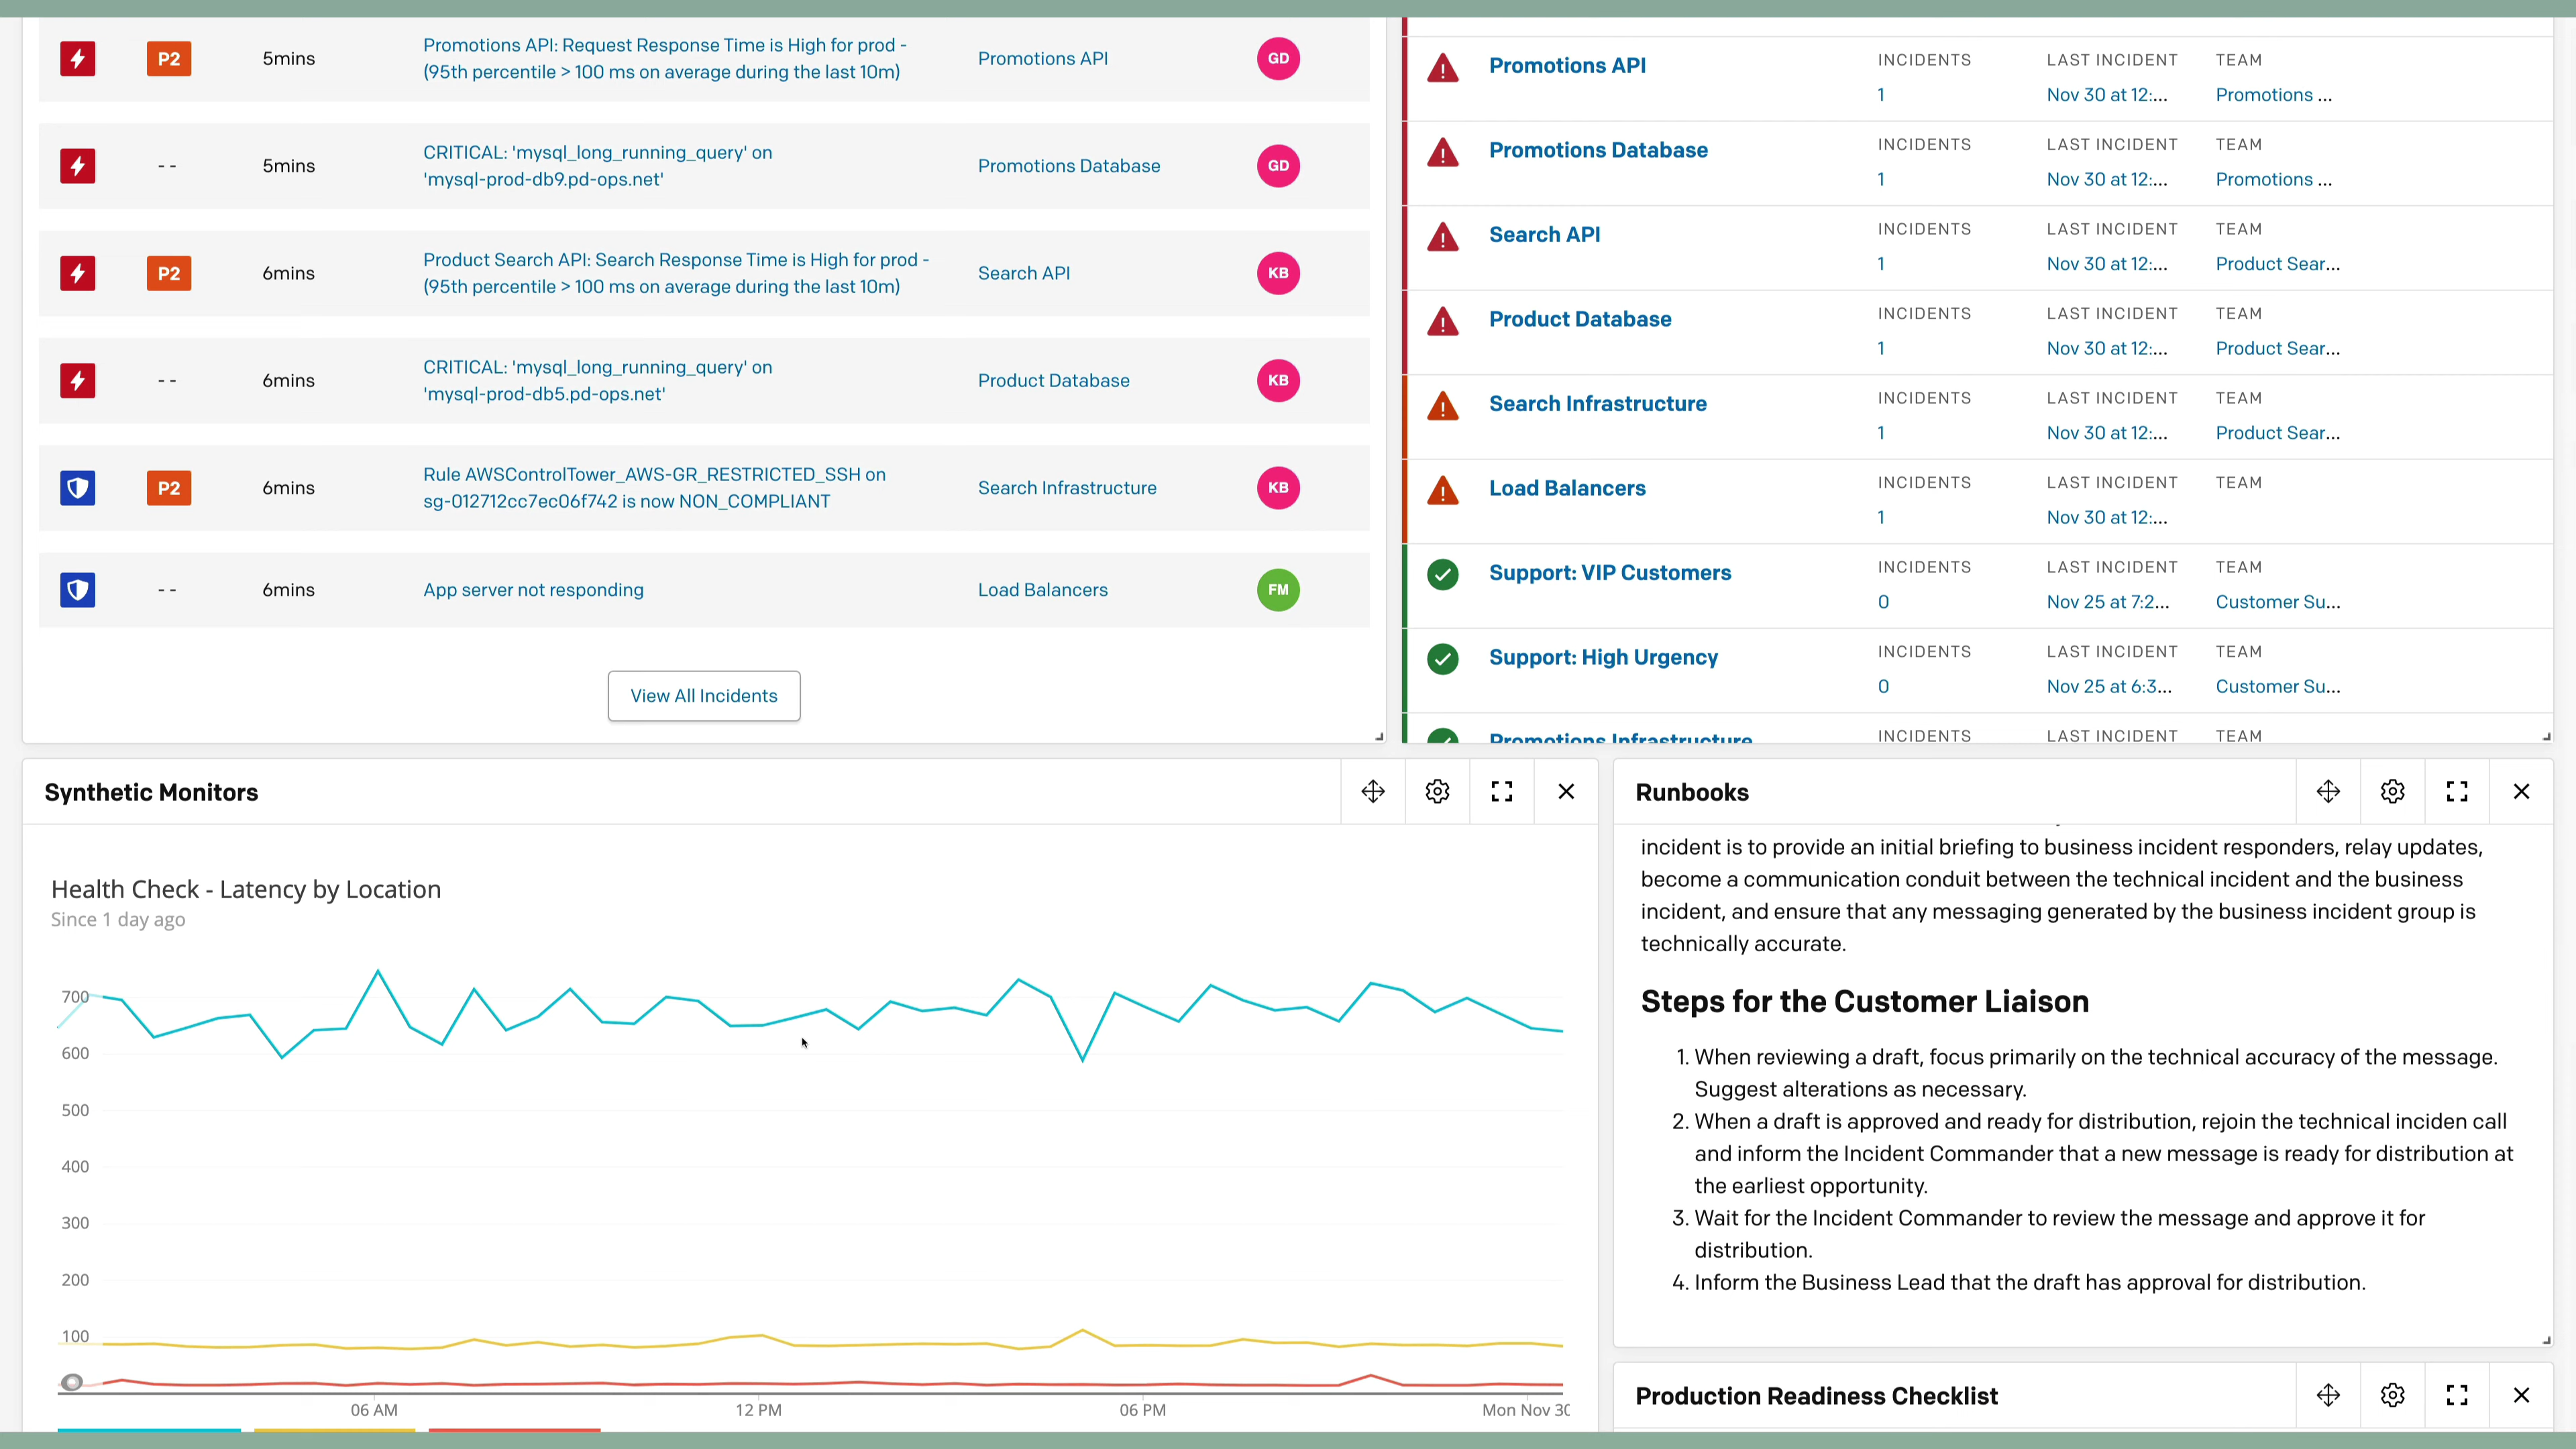 P2
5mins
Promotions API: Request Response Time is High for prod -
(95th percentile > 100 ms on average during the last 10m)
Promotions API
GD
- -
5mins
CRITICAL: 'mysql_long_running_query' on
'mysql-prod-db9.pd-ops.net'
Promotions Database
GD
P2
6mins
Product Search API: Search Response Time is High for prod -
(95th percentile > 100 ms on average during the last 10m)
Search API
KB
- -
6mins
CRITICAL: 'mysql_long_running_query' on
'mysql-prod-db5.pd-ops.net'
Product Database
KB
P2
6mins
Rule AWSControlTower_AWS-GR_RESTRICTED_SSH on
sg-012712cc7ec06f742 is now NON_COMPLIANT
Search Infrastructure
KB
- -
6mins
App server not responding
Load Balancers
FM
View All Incidents
Promotions API
INCIDENTS
1
LAST INCIDENT
Nov 30 at 12:...
TEAM
Promotions ...
Promotions Database
INCIDENTS
1
LAST INCIDENT
Nov 30 at 12:...
TEAM
Promotions ...
Search API
INCIDENTS
1
LAST INCIDENT
Nov 30 at 12:...
TEAM
Product Sear...
Product Database
INCIDENTS
1
LAST INCIDENT
Nov 30 at 12:...
TEAM
Product Sear...
Search Infrastructure
INCIDENTS
1
LAST INCIDENT
Nov 30 at 12:...
TEAM
Product Sear...
Load Balancers
INCIDENTS
1
LAST INCIDENT
Nov 30 at 12:...
TEAM
Support: VIP Customers
INCIDENTS
0
LAST INCIDENT
Nov 25 at 7:2...
TEAM
Customer Su...
Support: High Urgency
INCIDENTS
0
LAST INCIDENT
Nov 25 at 6:3...
TEAM
Customer Su...
Promotions Infrastructure
INCIDENTS
LAST INCIDENT
TEAM
Synthetic Monitors
Health Check - Latency by Location
Since 1 day ago
700
600
500
400
300
200
100
06 AM
12 PM
06 PM
Mon Nov 30
Runbooks
incident is to provide an initial briefing to business incident responders, relay updates,
become a communication conduit between the technical incident and the business
incident, and ensure that any messaging generated by the business incident group is
technically accurate.
Steps for the Customer Liaison
1. When reviewing a draft, focus primarily on the technical accuracy of the message.
Suggest alterations as necessary.
2. When a draft is approved and ready for distribution, rejoin the technical inciden call
and inform the Incident Commander that a new message is ready for distribution at
the earliest opportunity.
3. Wait for the Incident Commander to review the message and approve it for
distribution.
4. Inform the Business Lead that the draft has approval for distribution.
Production Readiness Checklist